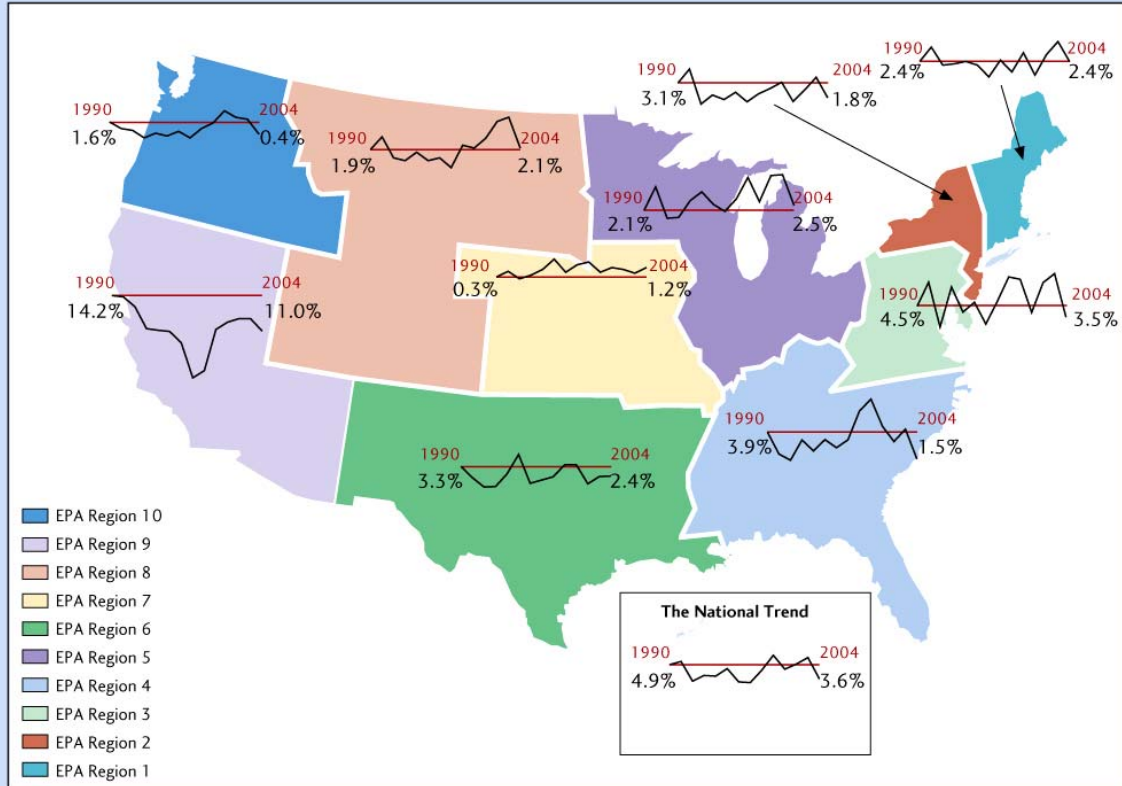 1990 2004
2.4% 2.4%
1990 2004
3.1% 1.8%
1990 2004
1.6% 0.4%
1990 2004
1.9% 2.1%
1990 2004
2.1% 2.5%
1990 2004
0.3% 1.2%
1990 2004
14.2% 11.0%
1990 2004
4.5% 3.5%
1990 2004
3.9% 1.5%
1990 2004
3.3% 2.4%
EPA Region 10
EPA Region 9
EPA Region 8
EPA Region 7
EPA Region 6
EPA Region 5
EPA Region 4
EPA Region 3
EPA Region 2
EPA Region 1
The National Trend
1990 2004
4.9% 3.6%